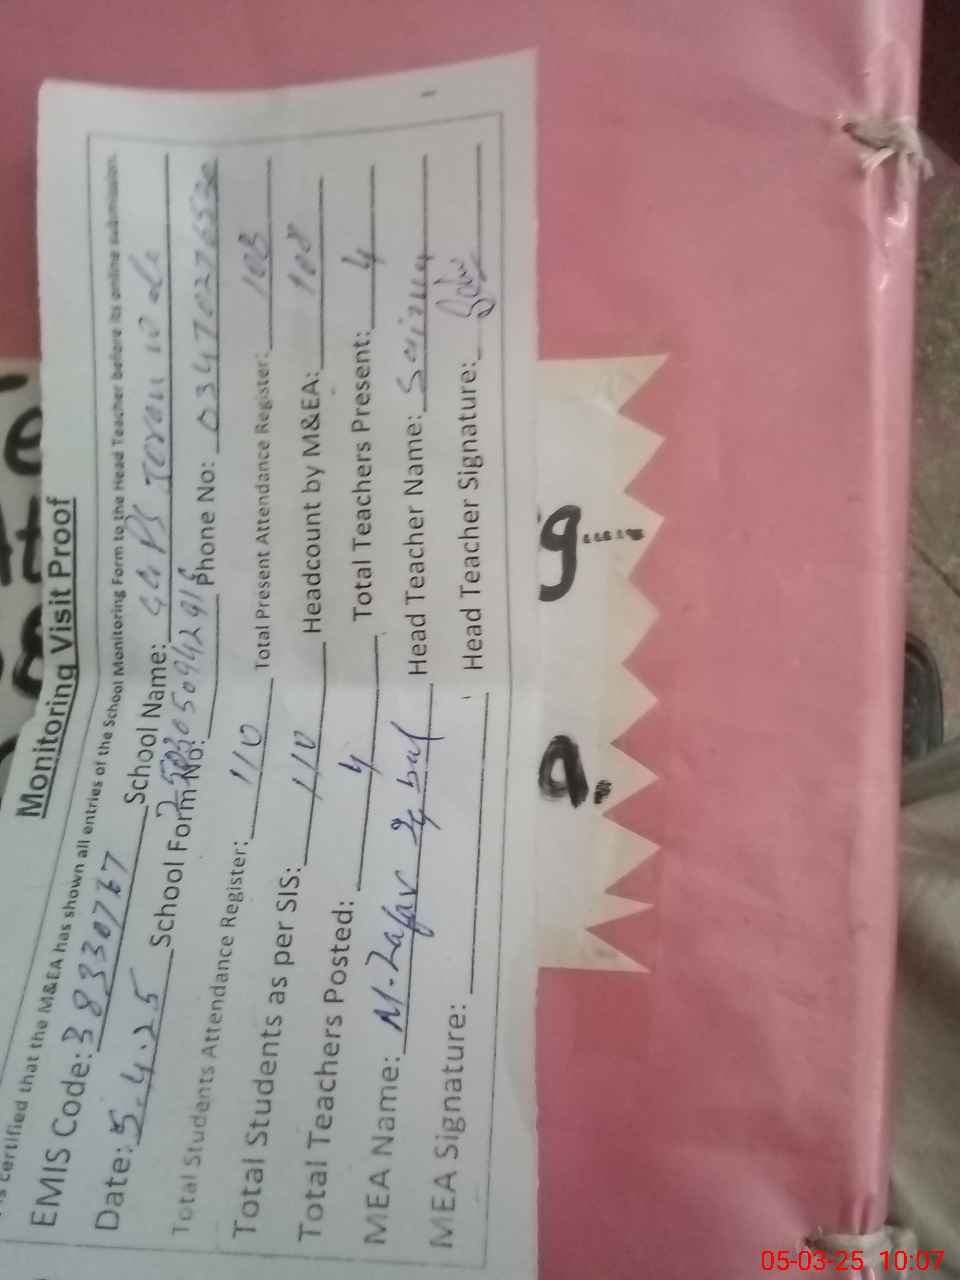 Monitoring Visit Proof
is certified that the M&EA has shown all entries of the School Monitoring Form to the Head Teacher before its online submission.
EMIS Code: 38330767 School Name: GGPS
Date: 5.4.25 School Form No: Phone No: 03470276530
Total Students Attendance Register: 110 Total Present Attendance Register: 108
Total Students as per SIS: 110 Headcount by M&EA: 108
Total Teachers Posted: 4 Total Teachers Present: 4
MEA Name: M. Zafar Iqbal Head Teacher Name:
MEA Signature: Head Teacher Signature:
05-03-25 10:07